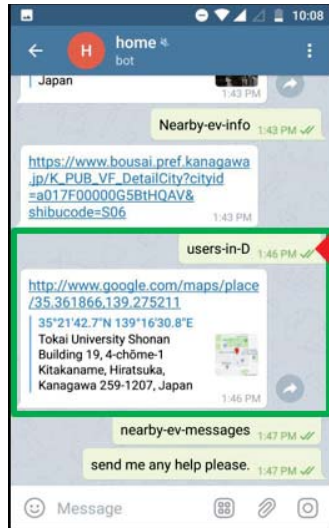 10:08
H
home
bot
Japan
1:43 PM
Nearby-ev-info 1:43 PM
https://www.bousai.pref.kanagawa
.jp/K_PUB_VF_DetailCity?cityid
=a017F00000G5BtHQAV&
shibucode=S06
1:43 PM
users-in-D 1:46 PM
http://www.google.com/maps/place
/35.361866,139.275211
35°21'42.7"N 139°16'30.8"E
Tokai University Shonan
Building 19, 4-chōme-1
Kitakaname, Hiratsuka,
Kanagawa 259-1207, Japan
1:46 PM
nearby-ev-messages 1:47 PM
send me any help please. 1:47 PM
Message